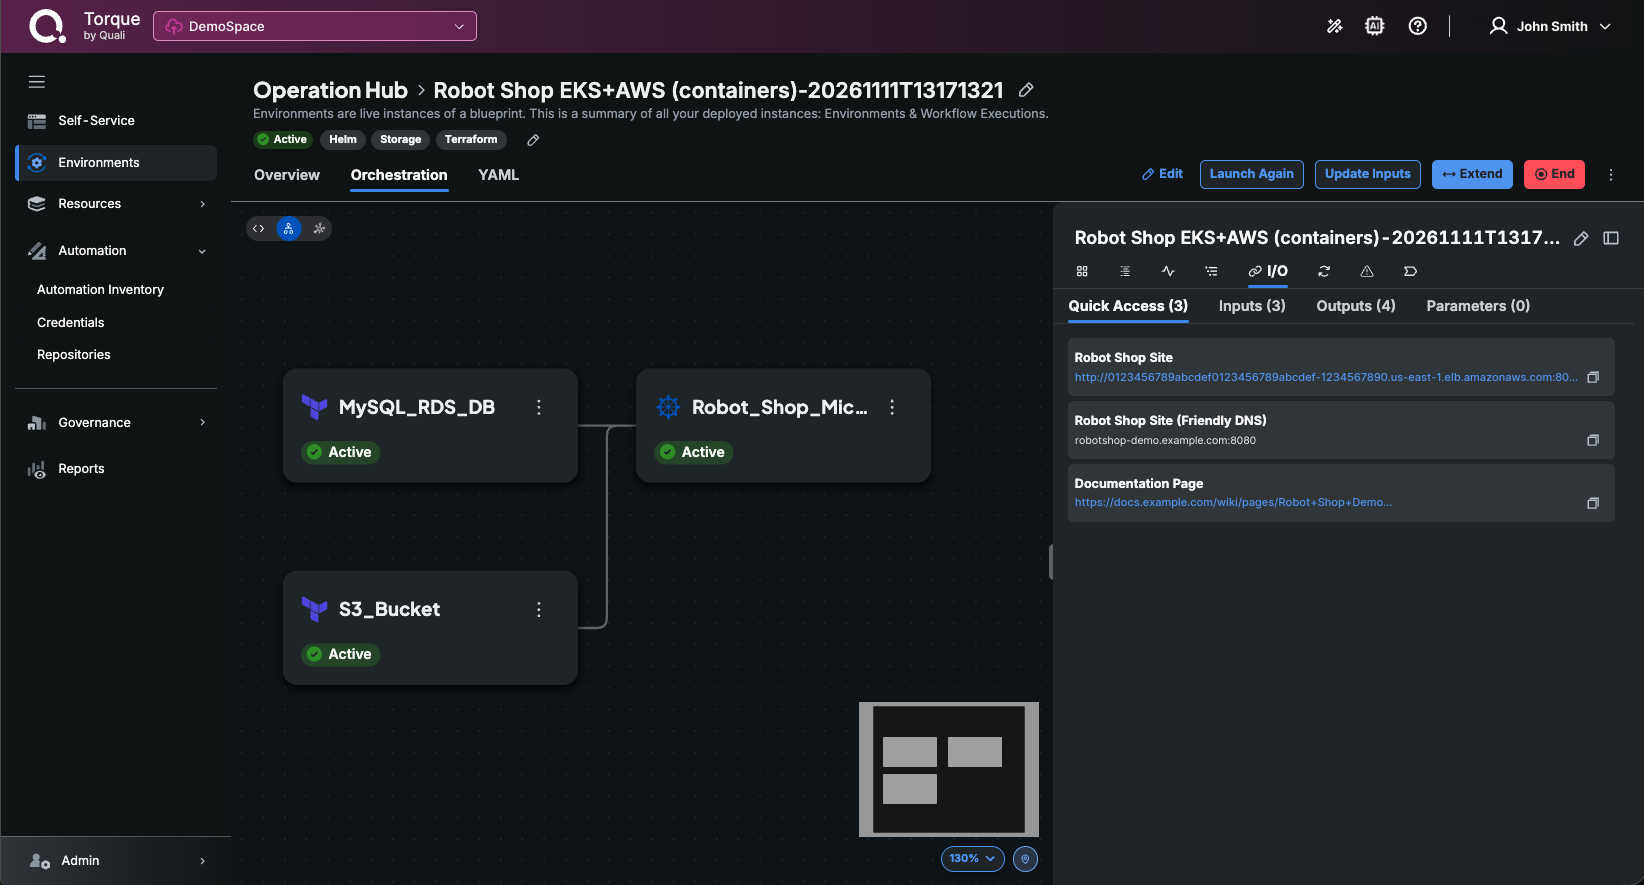 Torque
by Quali
DemoSpace
AI
John Smith
Self-Service
Environments
Resources
Automation
Automation Inventory
Credentials
Repositories
Governance
Reports
Admin
Operation Hub > Robot Shop EKS+AWS (containers)-20261111T13171321
Environments are live instances of a blueprint. This is a summary of all your deployed instances: Environments & Workflow Executions.
Active Helm Storage Terraform
Overview Orchestration YAML
Edit Launch Again Update Inputs Extend End
MySQL_RDS_DB
Active
Robot_Shop_Mic...
Active
S3_Bucket
Active
130%
Robot Shop EKS+AWS (containers)-20261111T1317...
I/O
Quick Access (3) Inputs (3) Outputs (4) Parameters (0)
Robot Shop Site
http://0123456789abcdef0123456789abcdef-1234567890.us-east-1.elb.amazonaws.com:80...
Robot Shop Site (Friendly DNS)
robotshop-demo.example.com:8080
Documentation Page
https://docs.example.com/wiki/pages/Robot+Shop+Demo...